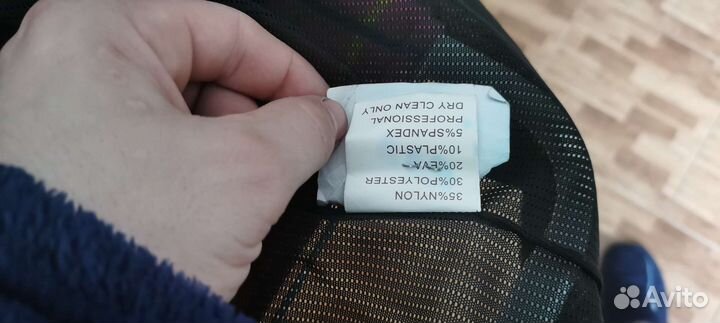 35%NYLON
30%POLYESTER
20%EVA
10%PLASTIC
5%SPANDEX
PROFESSIONAL
DRY CLEAN ONLY
Avito